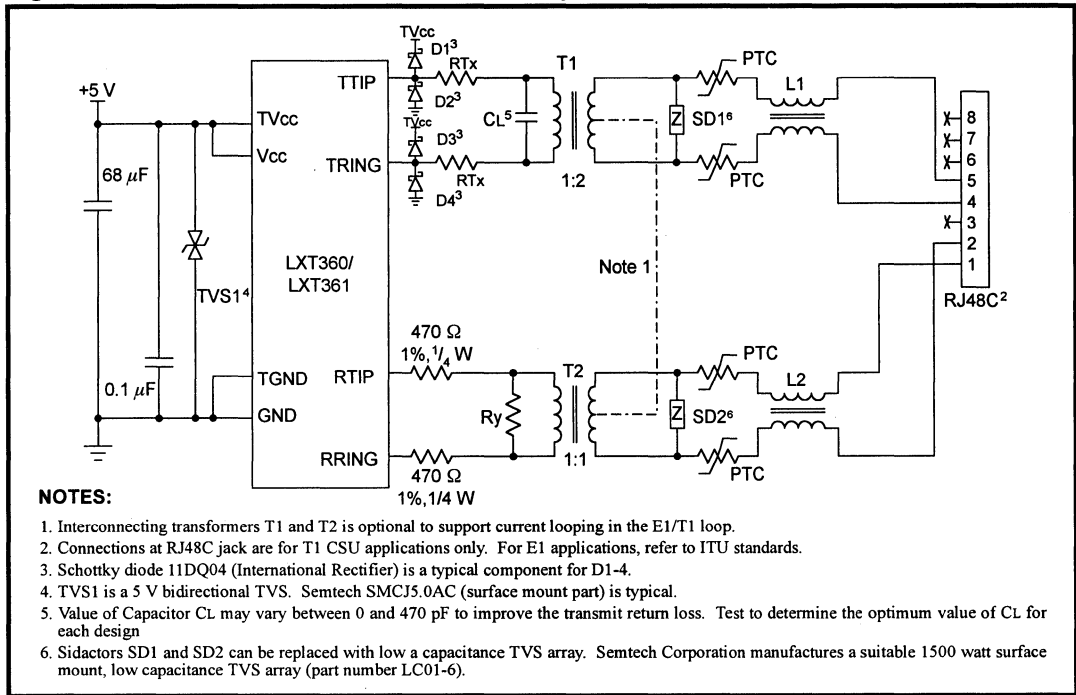 TVcc
D1³
RTx
T1
PTC
L1
+5 V
TTIP
D2³
TVcc
CL⁵
SD1⁶
8
7
6
5
4
3
2
1
TVcc
Vcc
D3³
TRING
RTx
D4³
1:2
PTC
68 µF
LXT360/
LXT361
Note 1
RJ48C²
TVS1⁴
470 Ω
1%,¹/₄ W
PTC
0.1 µF
TGND
RTIP
T2
L2
GND
Ry
SD2⁶
RRING
1:1
PTC
470 Ω
1%,1/4 W
NOTES:
1. Interconnecting transformers T1 and T2 is optional to support current looping in the E1/T1 loop.
2. Connections at RJ48C jack are for T1 CSU applications only. For E1 applications, refer to ITU standards.
3. Schottky diode 11DQ04 (International Rectifier) is a typical component for D1-4.
4. TVS1 is a 5 V bidirectional TVS. Semtech SMCJ5.0AC (surface mount part) is typical.
5. Value of Capacitor CL may vary between 0 and 470 pF to improve the transmit return loss. Test to determine the optimum value of CL for
each design
6. Sidactors SD1 and SD2 can be replaced with low a capacitance TVS array. Semtech Corporation manufactures a suitable 1500 watt surface
mount, low capacitance TVS array (part number LC01-6).